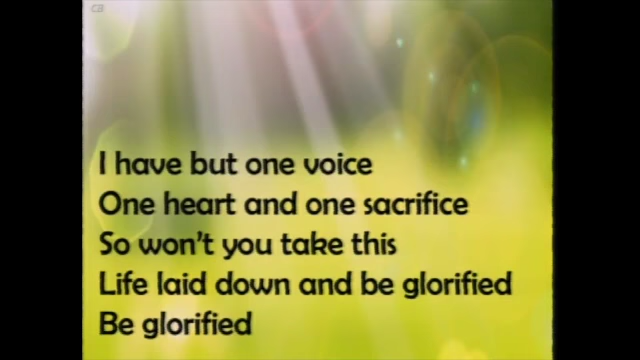 CB
I have but one voice
One heart and one sacrifice
So won't you take this
Life laid down and be glorified
Be glorified